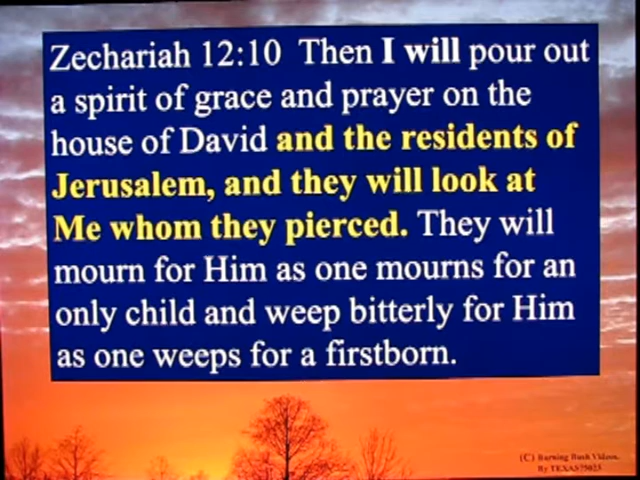 Zechariah 12:10  Then I will pour out
a spirit of grace and prayer on the
house of David and the residents of
Jerusalem, and they will look at
Me whom they pierced. They will
mourn for Him as one mourns for an
only child and weep bitterly for Him
as one weeps for a firstborn.
(C) Burning Bush Videos.
By TEXAS75025